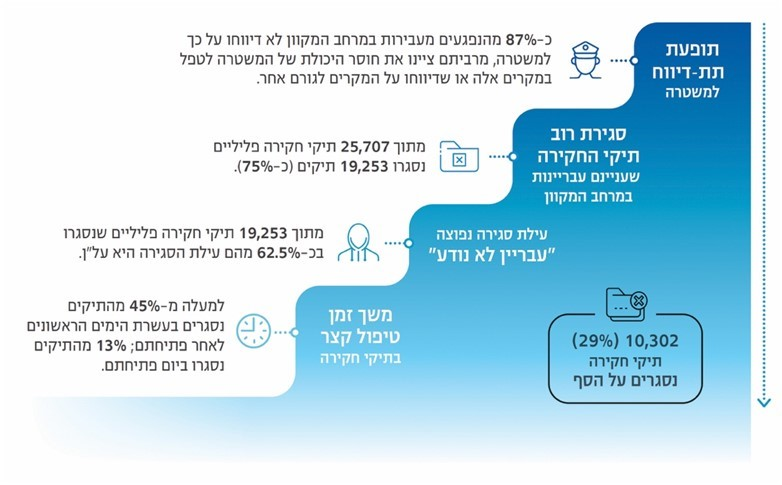 תופעת
תת-דיווח
למשטרה
כ-87% מהנפגעים מעבירות במרחב המקוון לא דיווחו על כך
למשטרה, מרביתם ציינו את חוסר היכולת של המשטרה לטפל
במקרים אלה או שדיווחו על המקרים לגורם אחר.
סגירת רוב
תיקי החקירה
שעניינם עבריינות
במרחב המקוון
מתוך 25,707 תיקי חקירה פליליים
נסגרו 19,253 תיקים (כ-75%).
עילת סגירה נפוצה
"עבריין לא נודע"
מתוך 19,253 תיקי חקירה פליליים שנסגרו
בכ-62.5% מהם עילת הסגירה היא על"ן.
משך זמן
טיפול קצר
בתיקי חקירה
למעלה מ-45% מהתיקים
נסגרים בעשרת הימים הראשונים
לאחר פתיחתם; 13% מהתיקים
נסגרו ביום פתיחתם.
10,302 (29%)
תיקי חקירה
נסגרים על הסף